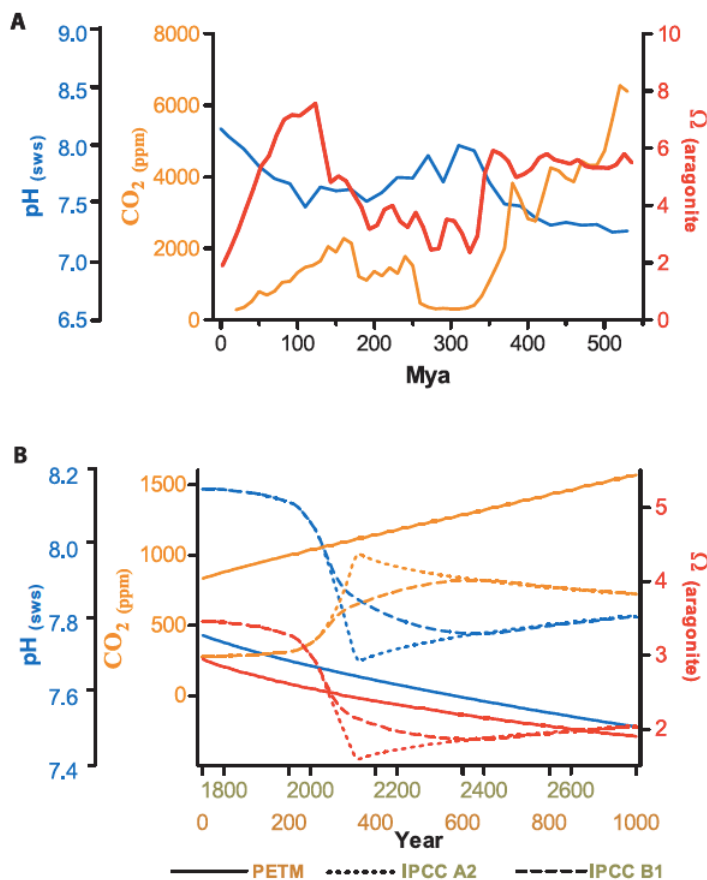 A
pH (sws)
9.0
8.5
8.0
7.5
7.0
6.5
CO2 (ppm)
8000
6000
4000
2000
0
10
8
6
4
2
0
Ω (aragonite
0 100 200 300 400 500
Mya
B
pH (sws)
8.2
8.0
7.8
7.6
7.4
CO2 (ppm)
1500
1000
500
0
5
4
3
2
Ω (aragonite)
1800 2000 2200 2400 2600
0 200 400 600 800 1000
Year
PETM IPCC A2 IPCC B1